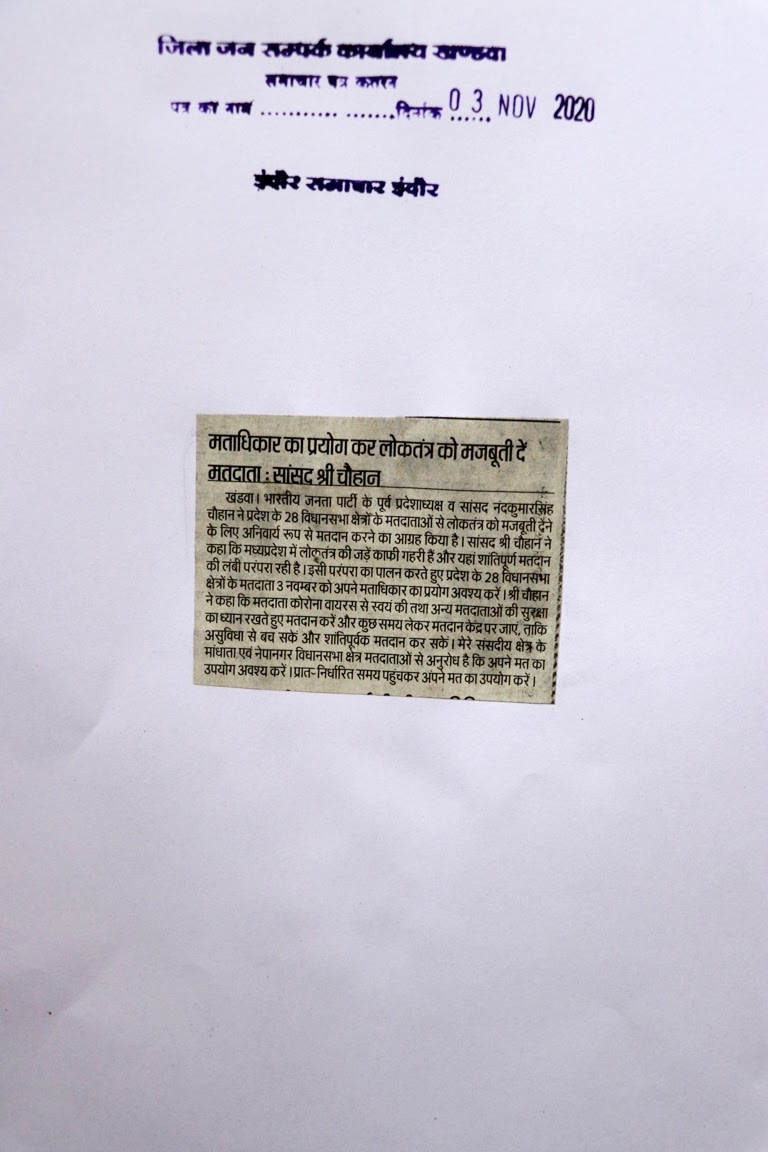 जिला जन सम्पर्क कार्यालय खण्डवा
समाचार पत्र कतरन
पत्र का नाम ........... .......दिनांक 03 NOV 2020
इंदौर समाचार इंदौर
मताधिकार का प्रयोग कर लोकतंत्र को मजबूती दें
मतदाता : सांसद श्री चौहान
खंडवा। भारतीय जनता पार्टी के पूर्व प्रदेशाध्यक्ष व सांसद नंदकुमारसिंह
चौहान ने प्रदेश के 28 विधानसभा क्षेत्रों के मतदाताओं से लोकतंत्र को मजबूती देने
के लिए अनिवार्य रूप से मतदान करने का आग्रह किया है। सांसद श्री चौहान ने
कहा कि मध्यप्रदेश में लोकतंत्र की जड़ें काफी गहरी हैं और यहां शांतिपूर्ण मतदान
की लंबी परंपरा रही है। इसी परंपरा का पालन करते हुए प्रदेश के 28 विधानसभा
क्षेत्रों के मतदाता 3 नवम्बर को अपने मताधिकार का प्रयोग अवश्य करें। श्री चौहान
ने कहा कि मतदाता कोरोना वायरस से स्वयं की तथा अन्य मतदाताओं की सुरक्षा
का ध्यान रखते हुए मतदान करें और कुछ समय लेकर मतदान केंद्र पर जाएं, ताकि
असुविधा से बच सकें और शांतिपूर्वक मतदान कर सकें। मेरे संसदीय क्षेत्र के
मांधाता एवं नेपानगर विधानसभा क्षेत्र मतदाताओं से अनुरोध है कि अपने मत का
उपयोग अवश्य करें। प्रात- निर्धारित समय पहुंचकर अपने मत का उपयोग करें।